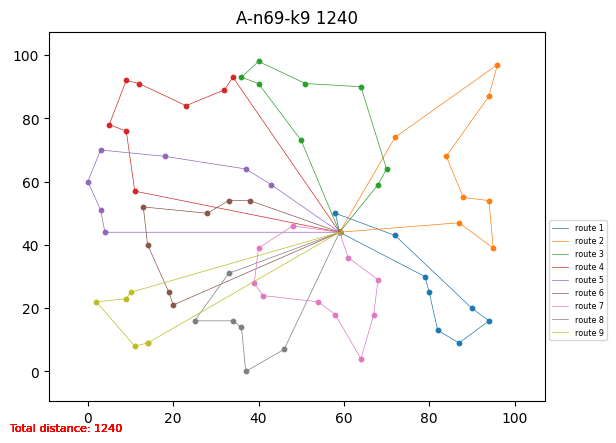 A-n69-k9 1240
100
80
60
40
20
0
0 20 40 60 80 100
route 1
route 2
route 3
route 4
route 5
route 6
route 7
route 8
route 9
Total distance: 1240